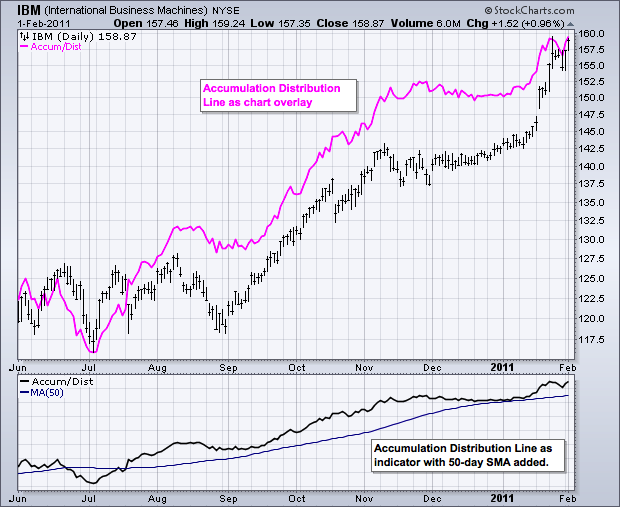 IBM (International Business Machines) NYSE © StockCharts.com
1-Feb-2011 Open 157.46 High 159.24 Low 157.35 Close 158.87 Volume 6.0M Chg +1.52 (+0.96%)
IBM (Daily) 158.87
Accum/Dist
Accumulation Distribution
Line as chart overlay
160.0
157.5
155.0
152.5
150.0
147.5
145.0
142.5
140.0
137.5
135.0
132.5
130.0
127.5
125.0
122.5
120.0
117.5
Jun Jul Aug Sep Oct Nov Dec 2011 Feb
Accum/Dist
MA(50)
Accumulation Distribution Line as
indicator with 50-day SMA added.
Jun Jul Aug Sep Oct Nov Dec 2011 Feb